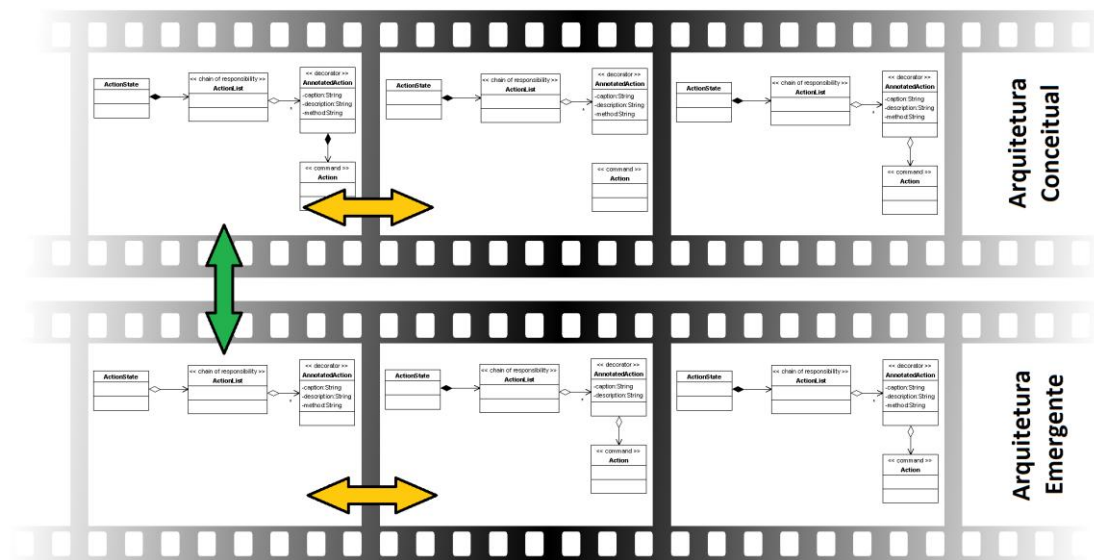 ActionState
<< chain of responsibility >>
ActionList
*
<< decorator >>
AnnotatedAction
-caption:String
-description:String
-method:String
<< command >>
Action
ActionState
<< chain of responsibility >>
ActionList
*
<< decorator >>
AnnotatedAction
-caption:String
-description:String
-method:String
<< command >>
Action
ActionState
<< chain of responsibility >>
ActionList
*
<< decorator >>
AnnotatedAction
-caption:String
-description:String
-method:String
<< command >>
Action
Arquitetura
Conceitual
ActionState
<< chain of responsibility >>
ActionList
*
<< decorator >>
AnnotatedAction
-caption:String
-description:String
-method:String
ActionState
<< chain of responsibility >>
ActionList
*
<< decorator >>
AnnotatedAction
-caption:String
-description:String
<< command >>
Action
ActionState
<< chain of responsibility >>
ActionList
*
<< decorator >>
AnnotatedAction
-caption:String
-description:String
-method:String
<< command >>
Action
Arquitetura
Emergente